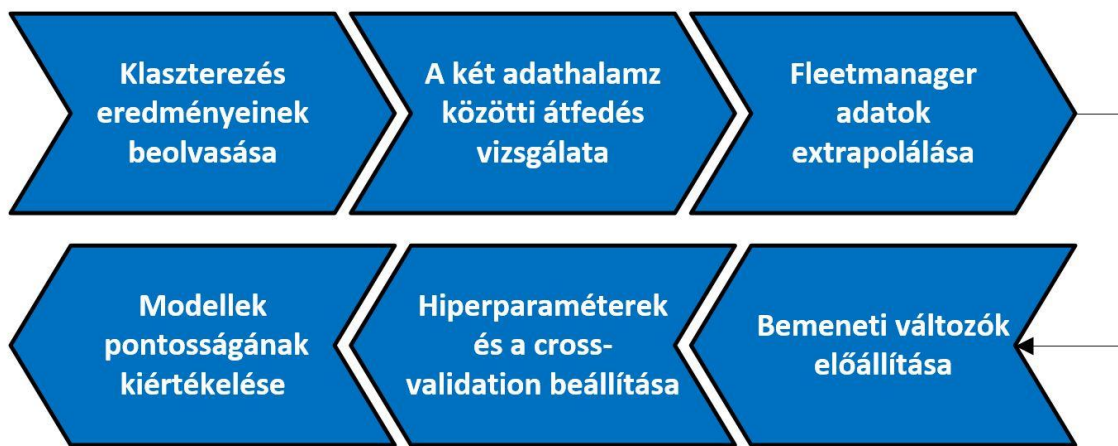 Klaszterezés
eredményeinek
beolvasása
A két adathalamz
közötti átfedés
vizsgálata
Fleetmanager
adatok
extrapolálása
Bemeneti változók
előállítása
Hiperparaméterek
és a cross-
validation beállítása
Modellek
pontosságának
kiértékelése